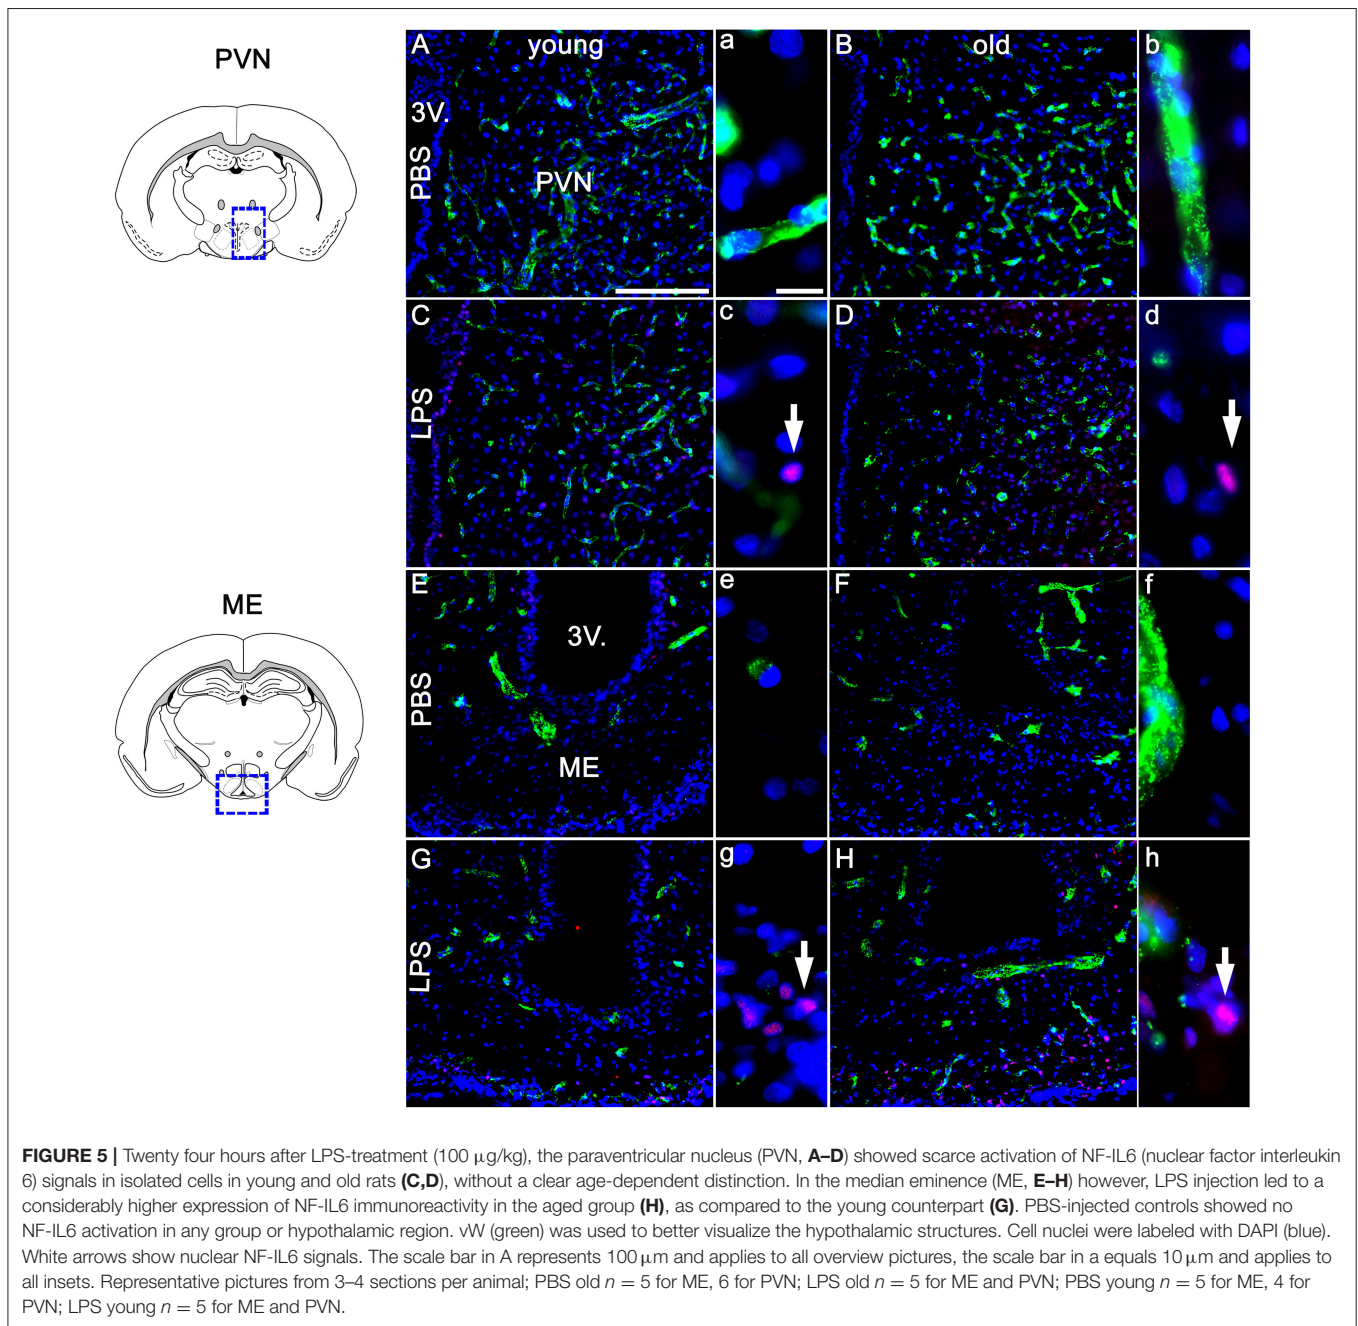 PVN
A young
a
B old
b
3V.
PBS
PVN
C
c
D
d
LPS
ME
E
e
F
f
3V.
PBS
ME
G
g
H
h
LPS
FIGURE 5 | Twenty four hours after LPS-treatment (100 μg/kg), the paraventricular nucleus (PVN, A–D) showed scarce activation of NF-IL6 (nuclear factor interleukin
6) signals in isolated cells in young and old rats (C,D), without a clear age-dependent distinction. In the median eminence (ME, E–H) however, LPS injection led to a
considerably higher expression of NF-IL6 immunoreactivity in the aged group (H), as compared to the young counterpart (G). PBS-injected controls showed no
NF-IL6 activation in any group or hypothalamic region. vW (green) was used to better visualize the hypothalamic structures. Cell nuclei were labeled with DAPI (blue).
White arrows show nuclear NF-IL6 signals. The scale bar in A represents 100 μm and applies to all overview pictures, the scale bar in a equals 10 μm and applies to
all insets. Representative pictures from 3–4 sections per animal; PBS old n = 5 for ME, 6 for PVN; LPS old n = 5 for ME and PVN; PBS young n = 5 for ME, 4 for
PVN; LPS young n = 5 for ME and PVN.